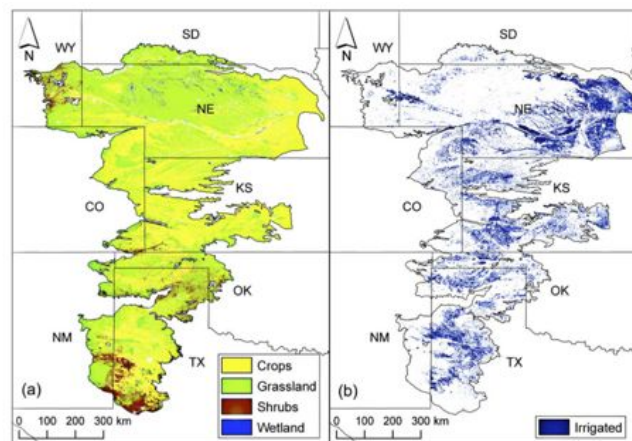 SD
WY
N
NE
KS
CO
OK
NM
TX
(a)
Crops
Grassland
Shrubs
Wetland
0 100 200 300 km
SD
WY
N
NE
KS
CO
OK
NM
TX
(b)
Irrigated
0 100 200 300 km